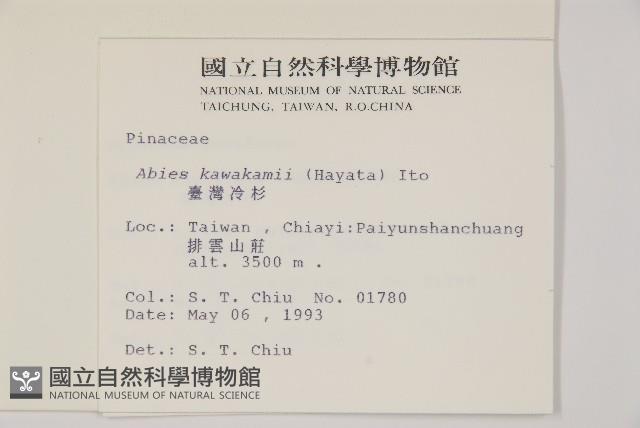 國立自然科學博物館
NATIONAL MUSEUM OF NATURAL SCIENCE
TAICHUNG, TAIWAN, R.O.CHINA
Pinaceae
Abies kawakamii (Hayata) Ito
臺灣冷杉
Loc.: Taiwan , Chiayi:Paiyunshanchuang
排雲山莊
alt. 3500 m .
Col.: S. T. Chiu No. 01780
Date: May 06 , 1993
Det.: S. T. Chiu
國立自然科學博物館
NATIONAL MUSEUM OF NATURAL SCIENCE